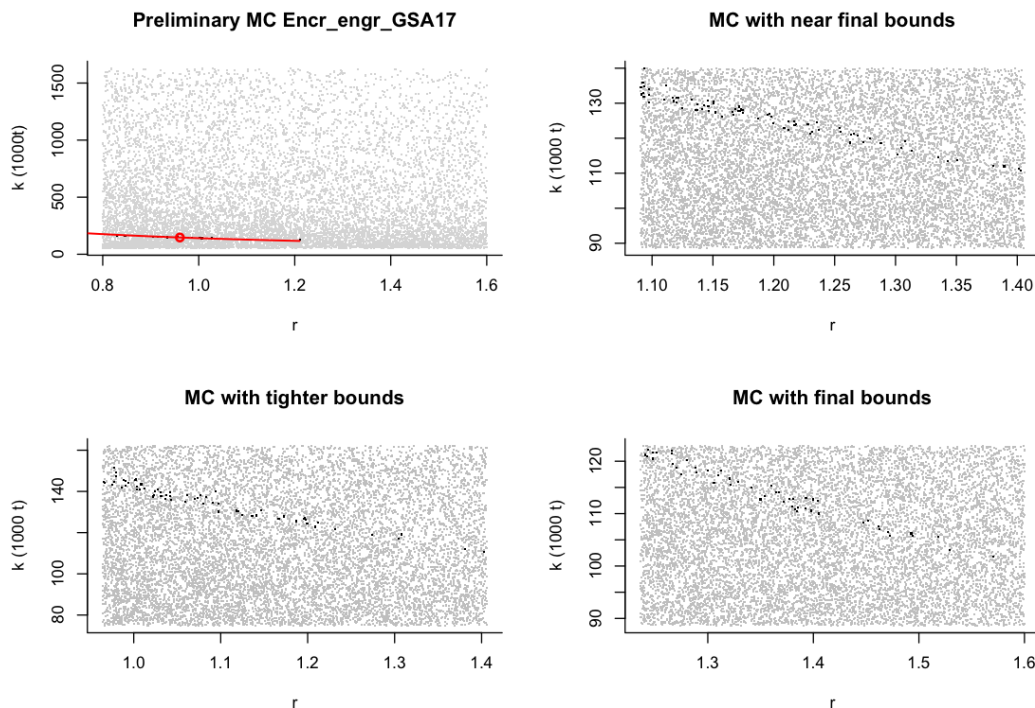 Preliminary MC Encr_engr_GSA17
k (1000t)
1500
1000
500
0
0.8
1.0
1.2
1.4
1.6
r
MC with near final bounds
k (1000 t)
130
110
90
1.10
1.15
1.20
1.25
1.30
1.35
1.40
r
MC with tighter bounds
k (1000 t)
140
100
80
1.0
1.1
1.2
1.3
1.4
r
MC with final bounds
k (1000 t)
120
110
100
90
1.3
1.4
1.5
1.6
r